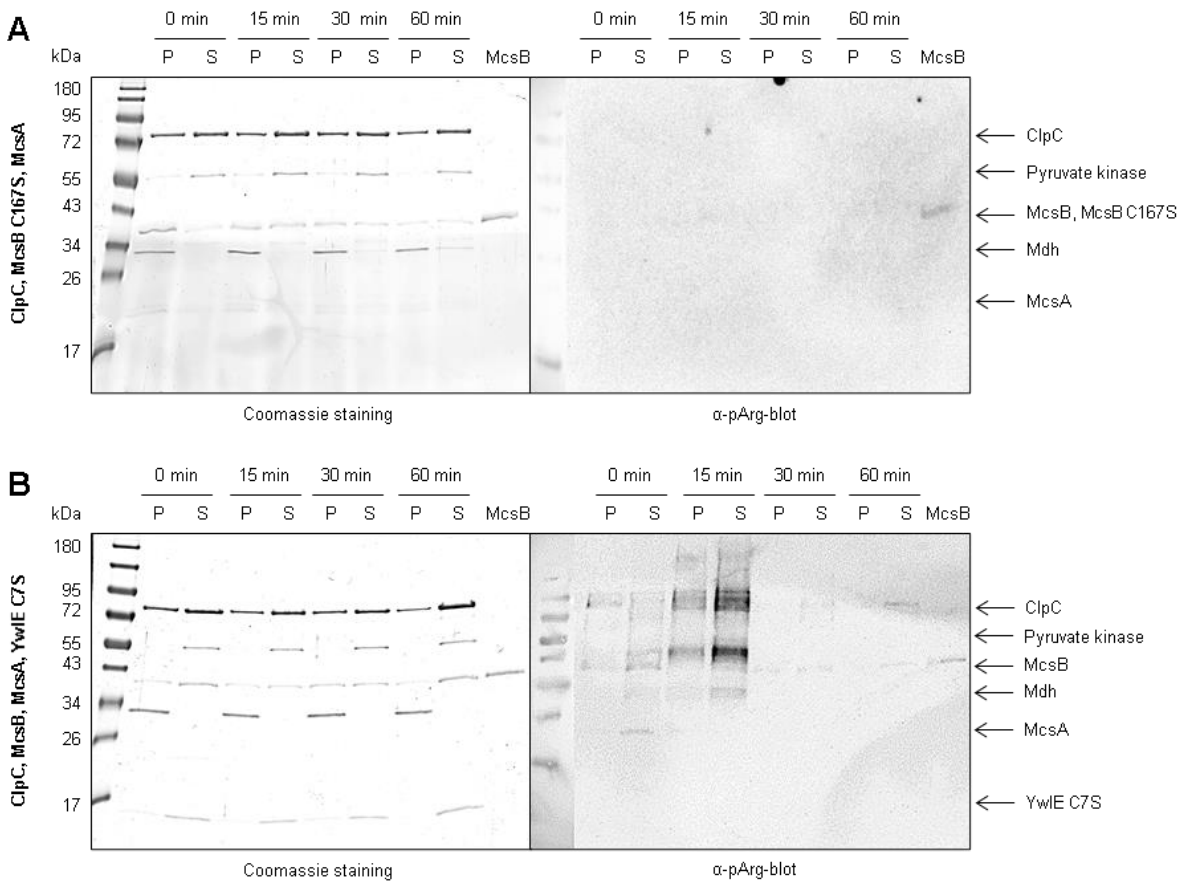 A
0 min 15 min 30 min 60 min 0 min 15 min 30 min 60 min
kDa P S P S P S P S McsB P S P S P S P S McsB
180
95
72
55
43
34
26
17
ClpC, McsB C167S, McsA
ClpC
Pyruvate kinase
McsB, McsB C167S
Mdh
McsA
Coomassie staining α-pArg-blot
B
0 min 15 min 30 min 60 min 0 min 15 min 30 min 60 min
kDa P S P S P S P S McsB P S P S P S P S McsB
180
95
72
55
43
34
26
17
ClpC, McsB, McsA, YwlE C7S
ClpC
Pyruvate kinase
McsB
Mdh
McsA
YwlE C7S
Coomassie staining α-pArg-blot